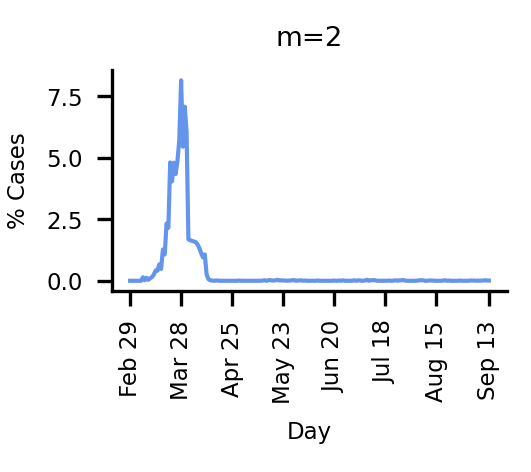 m=2
% Cases
7.5
5.0
2.5
0.0
Feb 29
Mar 28
Apr 25
May 23
Jun 20
Jul 18
Aug 15
Sep 13
Day